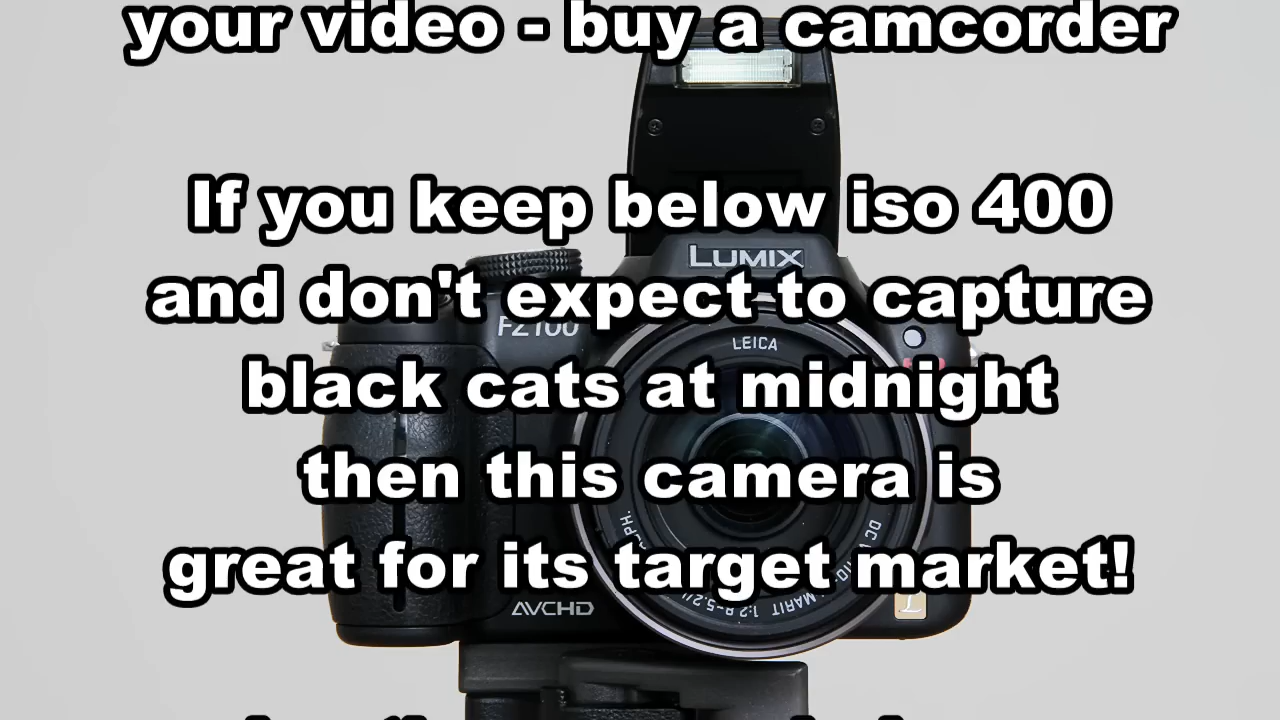 your video - buy a camcorder
If you keep below iso 400
and don't expect to capture
black cats at midnight
then this camera is
great for its target market!
LUMIX
FZ100
LEICA
AVCHD
L